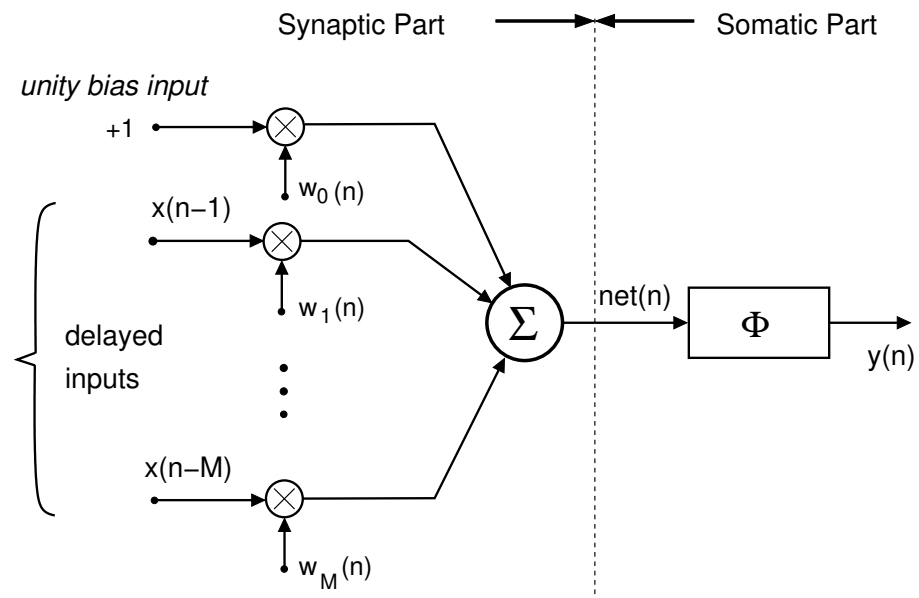 Synaptic Part
Somatic Part
unity bias input
+1
w0(n)
x(n−1)
w1(n)
delayed
inputs
Σ
net(n)
Φ
y(n)
x(n−M)
wM(n)